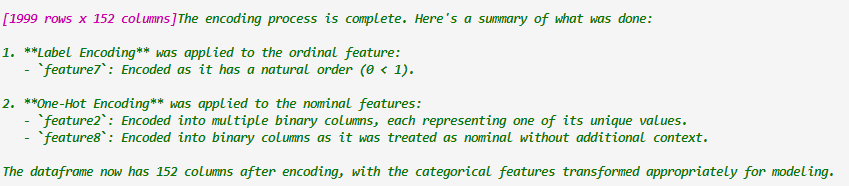 [1999 rows x 152 columns]The encoding process is complete. Here's a summary of what was done:
1. **Label Encoding** was applied to the ordinal feature:
- `feature7`: Encoded as it has a natural order (0 < 1).
2. **One-Hot Encoding** was applied to the nominal features:
- `feature2`: Encoded into multiple binary columns, each representing one of its unique values.
- `feature8`: Encoded into binary columns as it was treated as nominal without additional context.
The dataframe now has 152 columns after encoding, with the categorical features transformed appropriately for modeling.